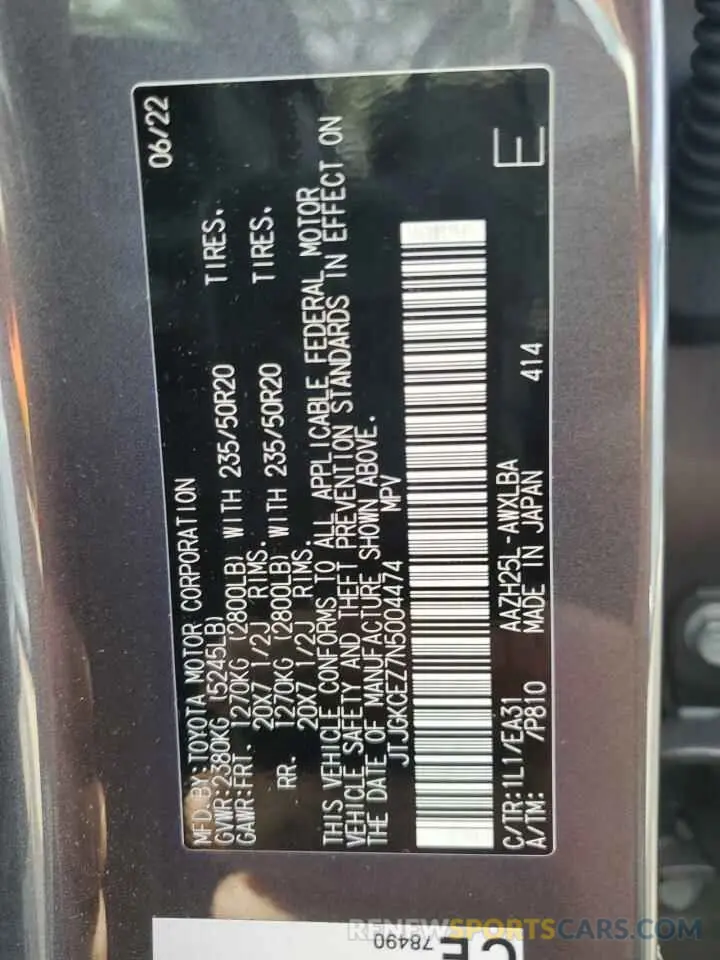 MFD.BY:TOYOTA MOTOR CORPORATION 06/22
GVWR:2380KG (5245LB)
GAWR:FRT. 1270KG (2800LB) WITH 235/50R20 TIRES.
20X7 1/2J RIMS.
RR. 1270KG (2800LB) WITH 235/50R20 TIRES.
20X7 1/2J RIMS.
THIS VEHICLE CONFORMS TO ALL APPLICABLE FEDERAL MOTOR
VEHICLE SAFETY AND THEFT PREVENTION STANDARDS IN EFFECT ON
THE DATE OF MANUFACTURE SHOWN ABOVE.
JTJGKCEZ7N5004474 MPV
C/TR:1L1/EA31 AAZH25L-AWXLBA E
A/TM: /P810 MADE IN JAPAN 414
CE
78490
RENEWSPORTSCARS.COM